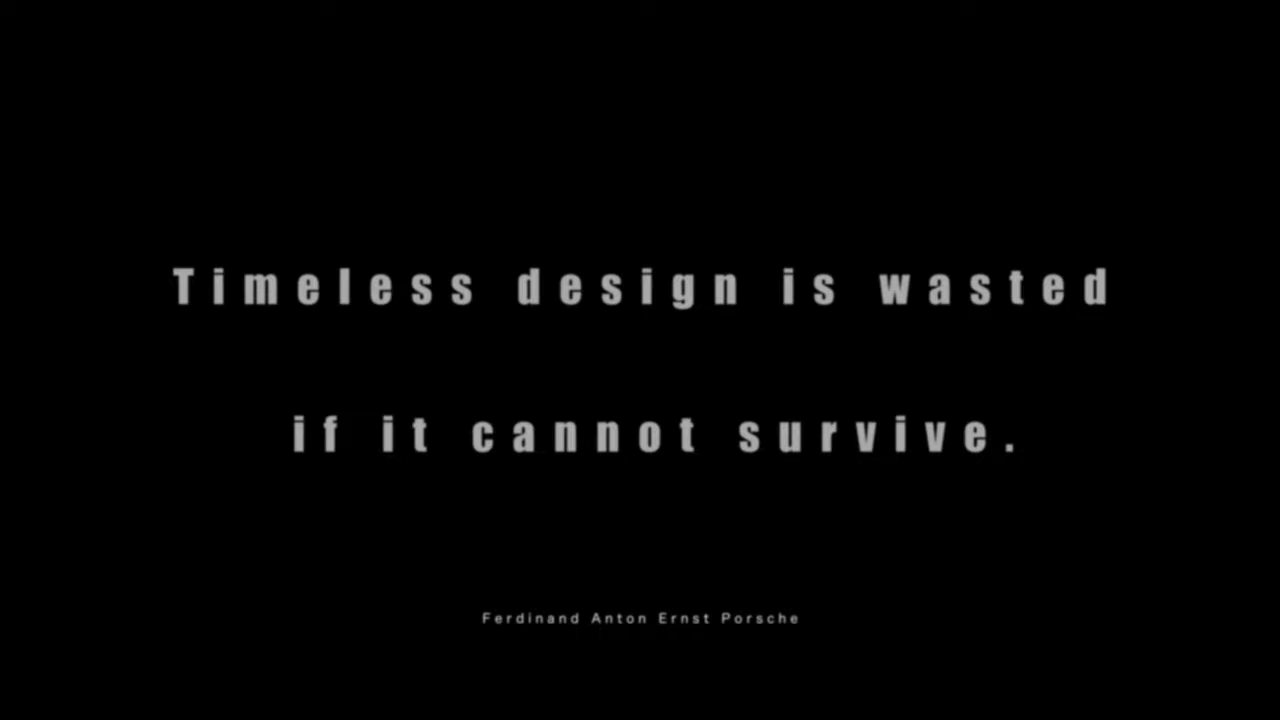 Timeless design is wasted
if it cannot survive.
Ferdinand Anton Ernst Porsche